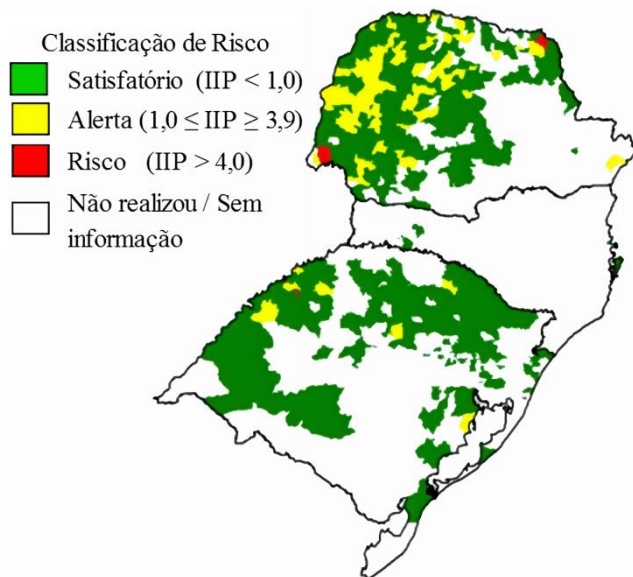 Classificação de Risco
Satisfatório (IIP < 1,0)
Alerta (1,0 ≤ IIP ≥ 3,9)
Risco (IIP > 4,0)
Não realizou / Sem
informação